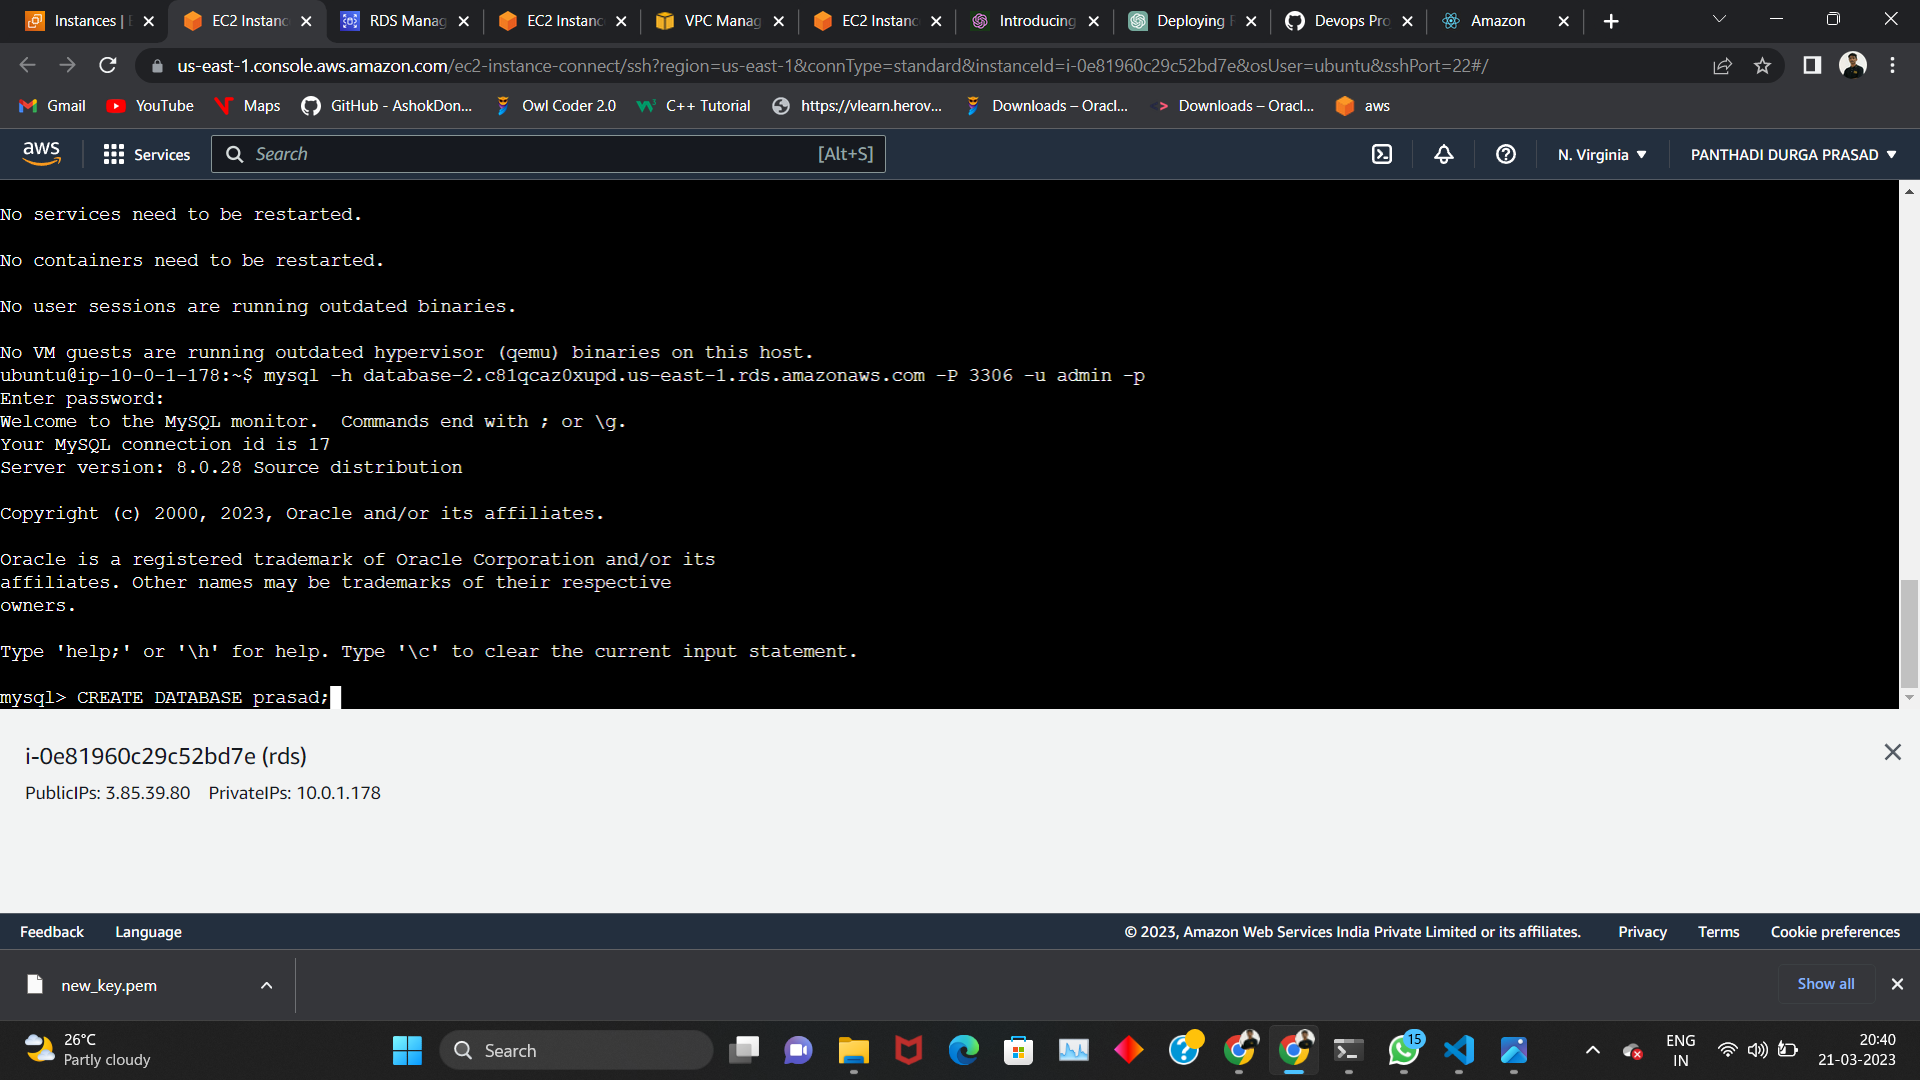 Instances | E
EC2 Instanc
RDS Manag
EC2 Instanc
VPC Manag
EC2 Instanc
Introducing
Deploying
Devops Pro
Amazon
us-east-1.console.aws.amazon.com/ec2-instance-connect/ssh?region=us-east-1&connType=standard&instanceId=i-0e81960c29c52bd7e&osUser=ubuntu&sshPort=22#/
Gmail
YouTube
Maps
GitHub - AshokDon...
Owl Coder 2.0
C++ Tutorial
https://vlearn.herov...
Downloads – Oracl...
Downloads – Oracl...
aws
aws
Services
Search
[Alt+S]
N. Virginia
PANTHADI DURGA PRASAD
No services need to be restarted.
No containers need to be restarted.
No user sessions are running outdated binaries.
No VM guests are running outdated hypervisor (qemu) binaries on this host.
ubuntu@ip-10-0-1-178:~$ mysql -h database-2.c81qcaz0xupd.us-east-1.rds.amazonaws.com -P 3306 -u admin -p
Enter password:
Welcome to the MySQL monitor.  Commands end with ; or \g.
Your MySQL connection id is 17
Server version: 8.0.28 Source distribution
Copyright (c) 2000, 2023, Oracle and/or its affiliates.
Oracle is a registered trademark of Oracle Corporation and/or its
affiliates. Other names may be trademarks of their respective
owners.
Type 'help;' or '\h' for help. Type '\c' to clear the current input statement.
mysql> CREATE DATABASE prasad;
i-0e81960c29c52bd7e (rds)
PublicIPs: 3.85.39.80
PrivateIPs: 10.0.1.178
Feedback
Language
© 2023, Amazon Web Services India Private Limited or its affiliates.
Privacy
Terms
Cookie preferences
new_key.pem
Show all
26°C
Partly cloudy
Search
15
ENG
IN
20:40
21-03-2023